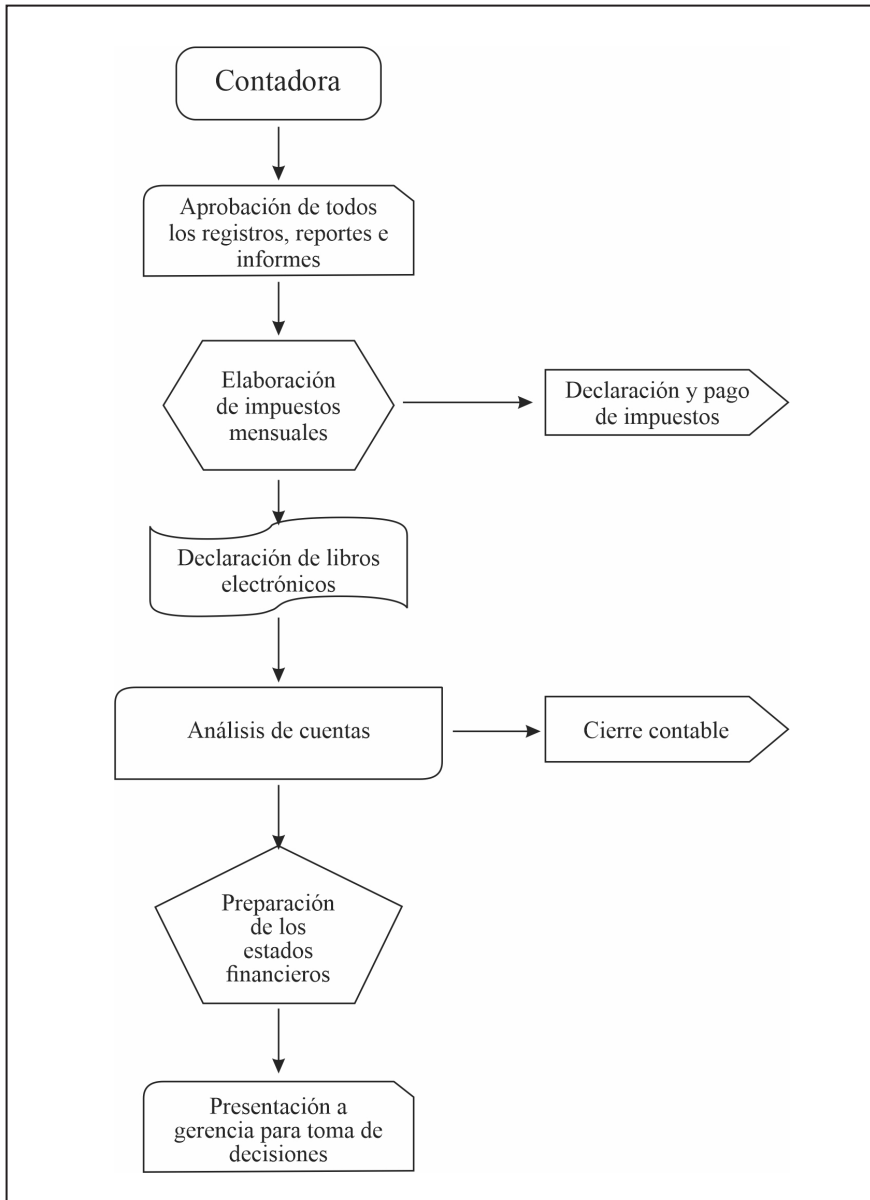 Contadora
Aprobación de todos
los registros, reportes e
informes
Elaboración
de impuestos
mensuales
Declaración y pago
de impuestos
Declaración de libros
electrónicos
Análisis de cuentas
Cierre contable
Preparación
de los
estados
financieros
Presentación a
gerencia para toma de
decisiones